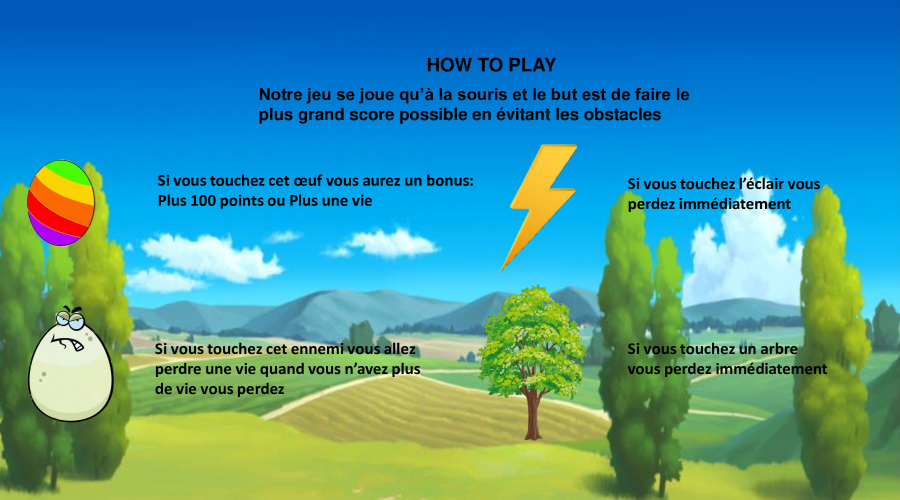 HOW TO PLAY
Notre jeu se joue qu’à la souris et le but est de faire le
plus grand score possible en évitant les obstacles
Si vous touchez cet œuf vous aurez un bonus:
Plus 100 points ou Plus une vie
Si vous touchez l’éclair vous
perdez immédiatement
Si vous touchez cet ennemi vous allez
perdre une vie quand vous n’avez plus
de vie vous perdez
Si vous touchez un arbre
vous perdez immédiatement